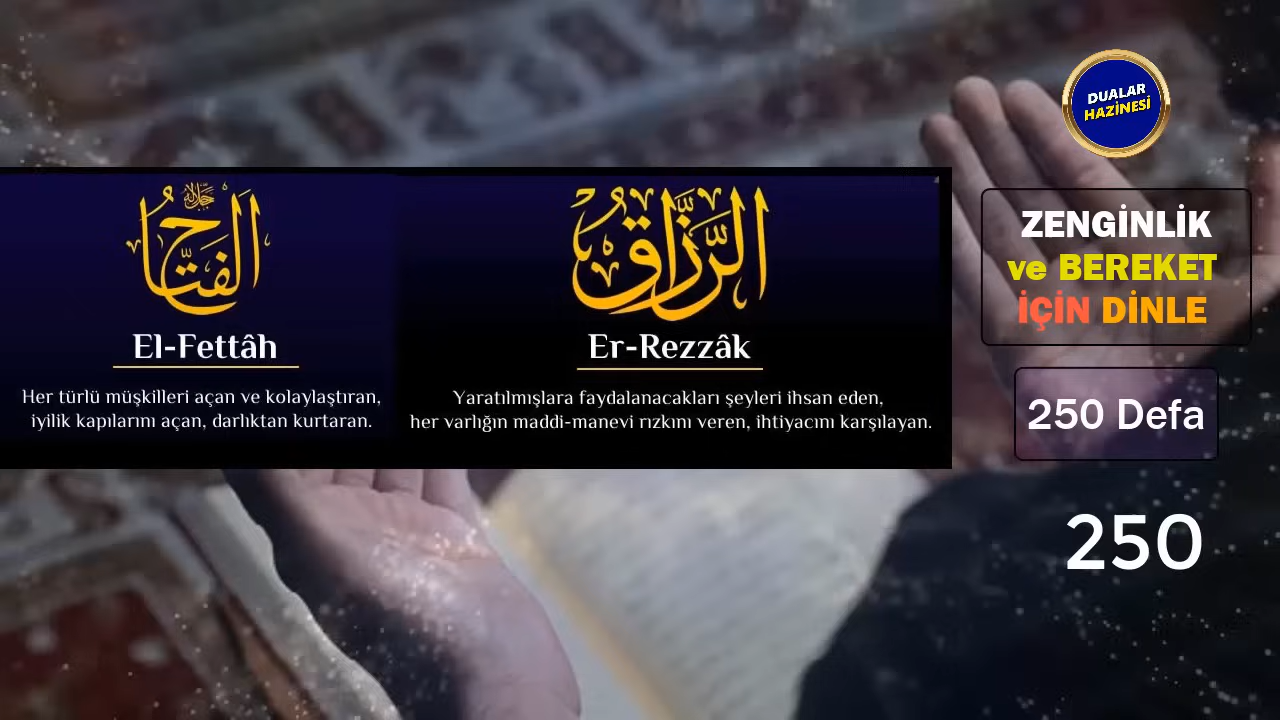 DUALAR
HAZİNESİ
الفتاح
جل جلاله
El-Fettâh
Her türlü müşkilleri açan ve kolaylaştıran,
iyilik kapılarını açan, darlıktan kurtaran.
الرَّزَّاقُ
Er-Rezzâk
Yaratılmışlara faydalanacakları şeyleri ihsan eden,
her varlığın maddi-manevi rızkını veren, ihtiyacını karşılayan.
ZENGİNLİK
ve BEREKET
İÇİN DİNLE
250 Defa
250